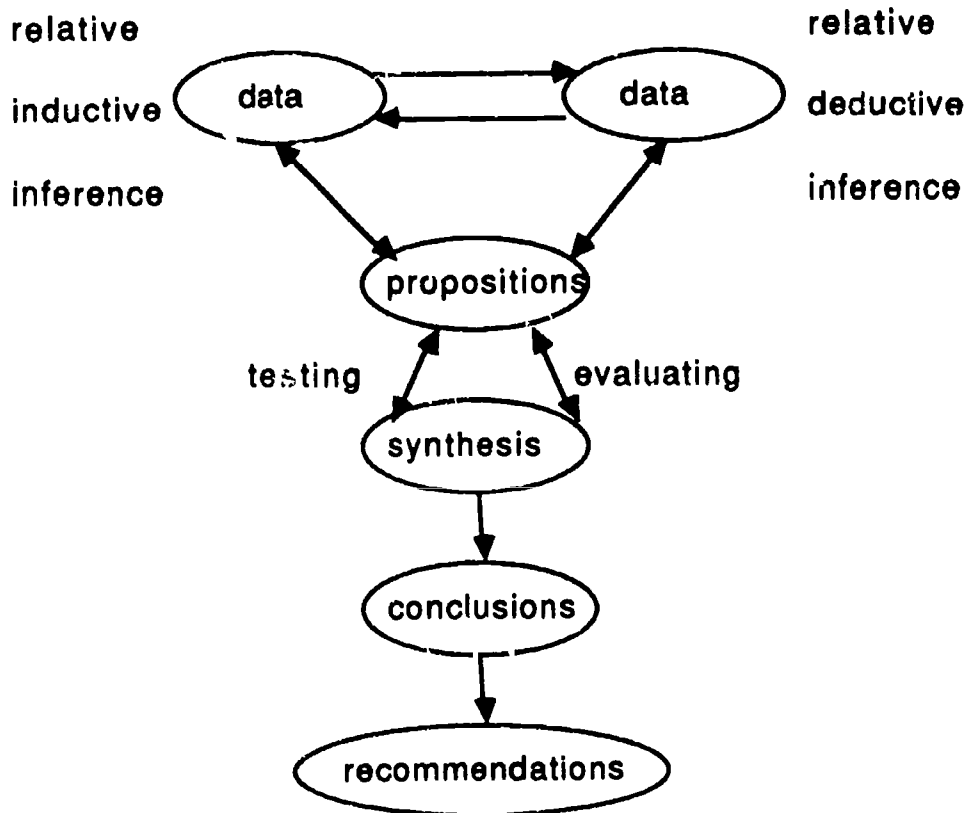 relative
inductive
inference
data
data
relative
deductive
inference
propositions
testing
evaluating
synthesis
conclusions
recommendations